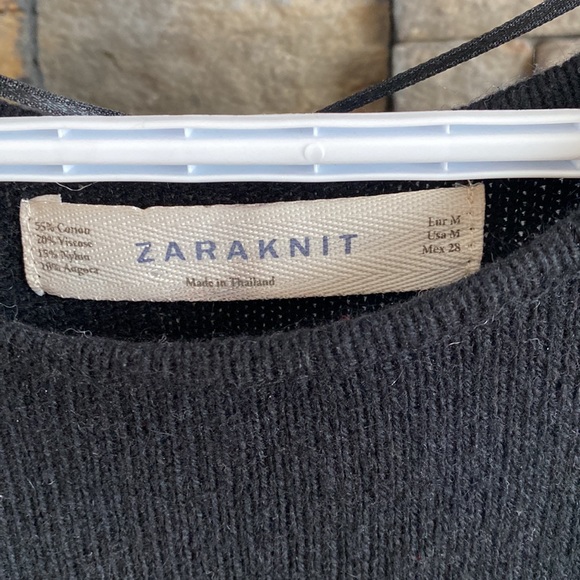 55% Cotton
20% Viscose
15% Nylon
10% Angora
ZARAKNIT
Made in Thailand
Eur M
Usa M
Mex 28